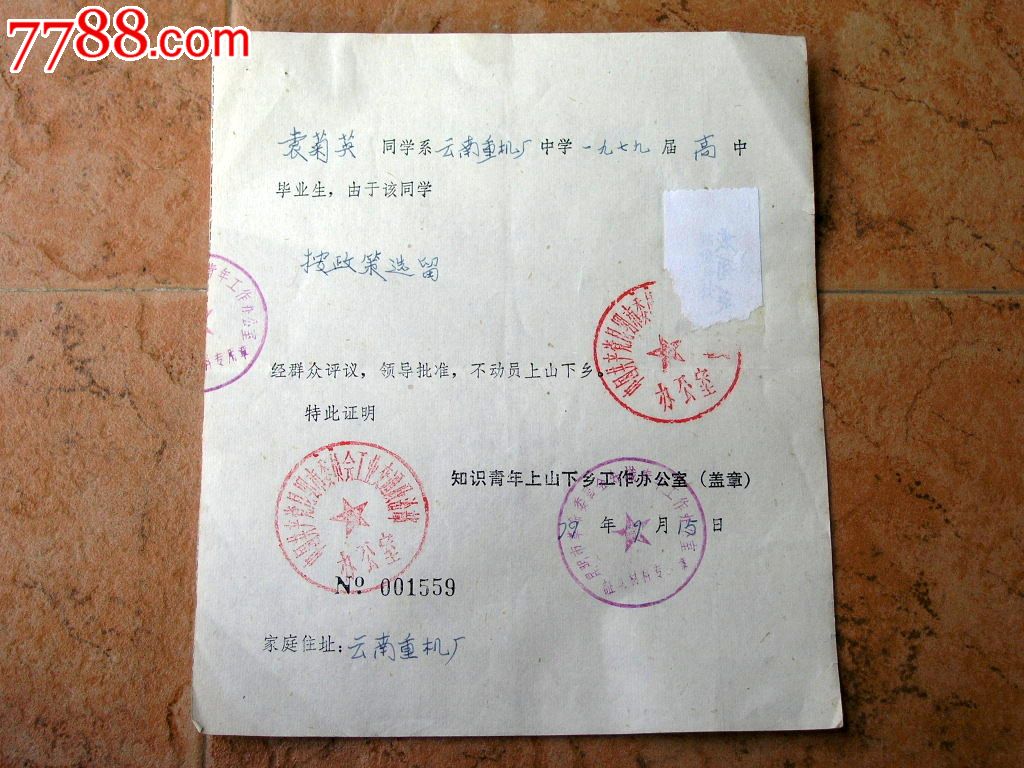 7788.com
袁菊英 同学系 云南重机厂 中学 一九七九 届 高 中
毕业生，由于该同学
按政策选留
经群众评议，领导批准，不动员上山下乡，
特此证明
办公室
办公室
知识青年上山下乡工作办公室（盖章）
79 年 9 月 15 日
№ 001559
家庭住址：云南重机厂